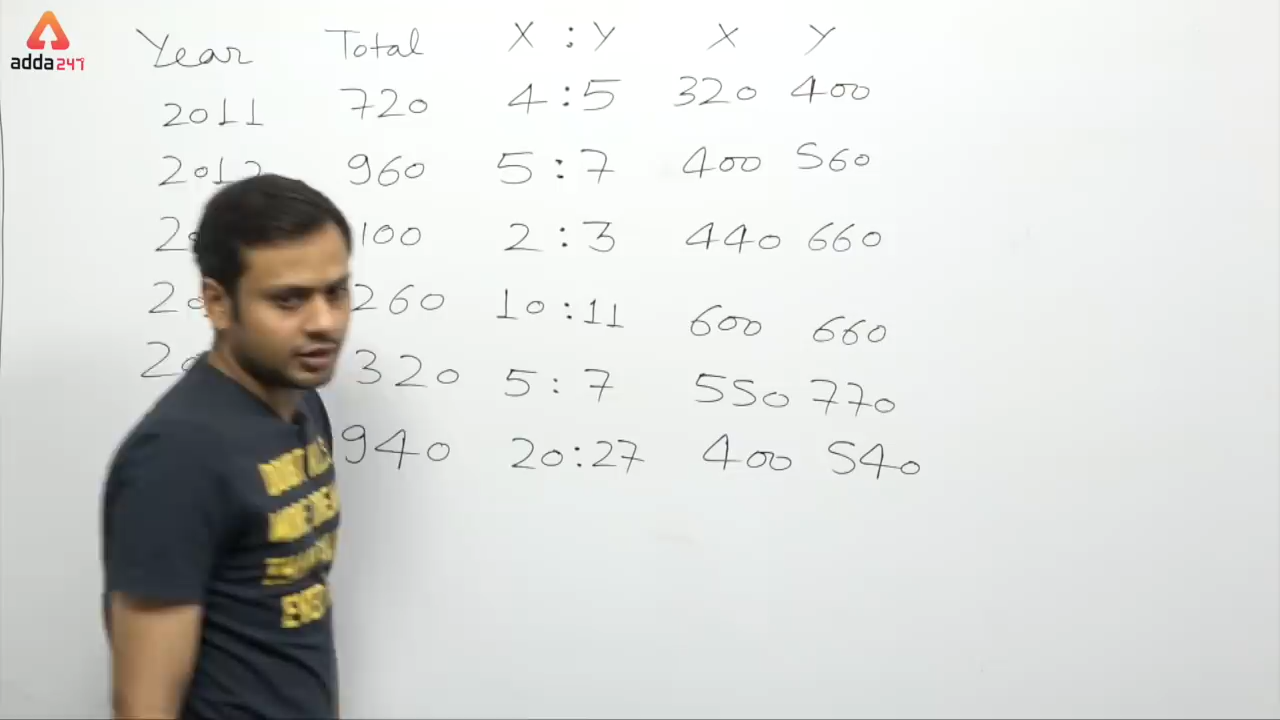 adda247
Year Total X : Y X Y
2011 720 4 : 5 320 400
2012 960 5 : 7 400 560
100 2 : 3 440 660
260 10 : 11 600 660
320 5 : 7 550 770
940 20 : 27 400 540